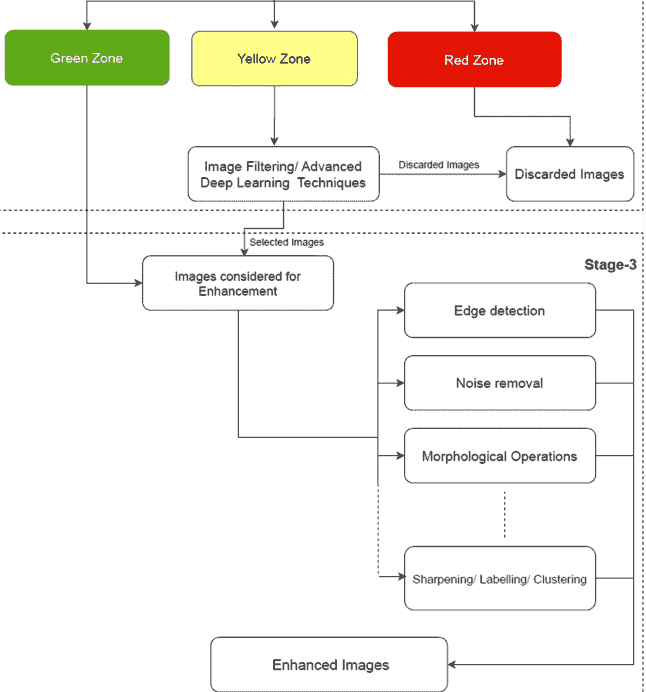 Green Zone
Yellow Zone
Red Zone
Image Filtering/ Advanced
Deep Learning Techniques
Discarded Images
Discarded Images
Selected Images
Images considered for
Enhancement
Stage-3
Edge detection
Noise removal
Morphological Operations
Sharpening/ Labelling/ Clustering
Enhanced Images